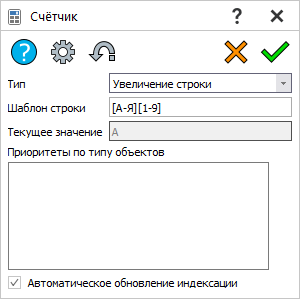 Счётчик
Тип Увеличение строки
Шаблон строки [А-Я][1-9]
Текущее значение А
Приоритеты по типу объектов
Автоматическое обновление индексации